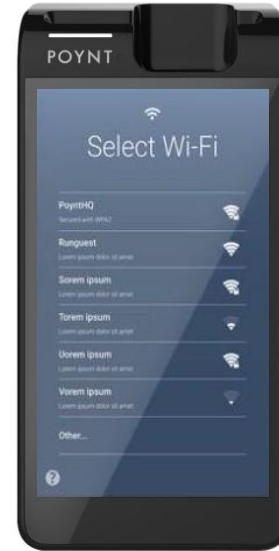 POYNT
Select Wi-Fi
PoyntHQ
Secured with WPA2
Runguest
Lorem ipsum dolor sit amet
Sorem ipsum
Lorem ipsum dolor sit amet
Torem ipsum
Lorem ipsum dolor sit amet
Uorem ipsum
Lorem ipsum dolor sit amet
Vorem ipsum
Lorem ipsum dolor sit amet
Other...
?